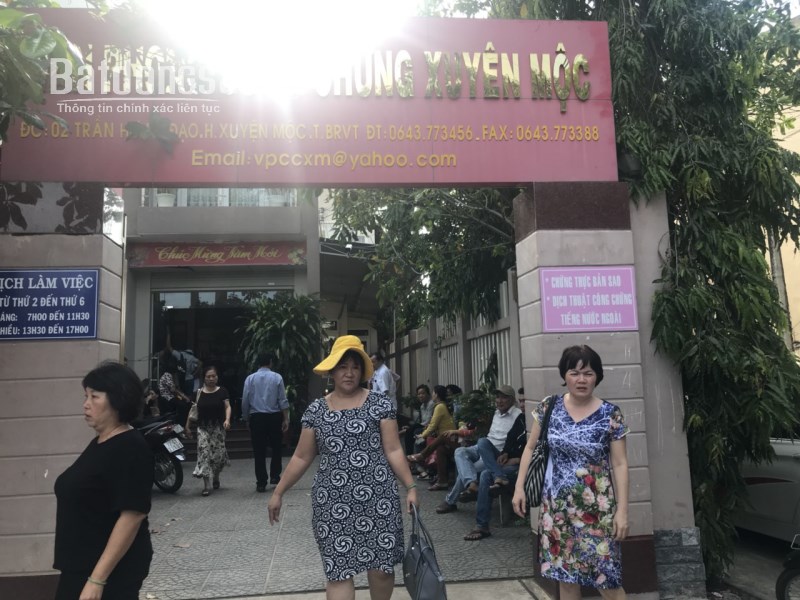 CHỨNG XUYÊN MỘC
Batdongs
Thông tin chính xác liên tục
ĐC: 02 TRẦN ĐẠO, H. XUYÊN MỘC, T. BRVT ĐT: 0643.773456. FAX: 0643.773388
Email: vpccxm@yahoo.com
Chúc Mừng Năm Mới
LỊCH LÀM VIỆC
TỪ THỨ 2 ĐẾN THỨ 6
SÁNG: 7H00 ĐẾN 11H30
CHIỀU: 13H30 ĐẾN 17H00
* CHỨNG THỰC BẢN SAO
* DỊCH THUẬT CÔNG CHỨNG
TIẾNG NƯỚC NGOÀI